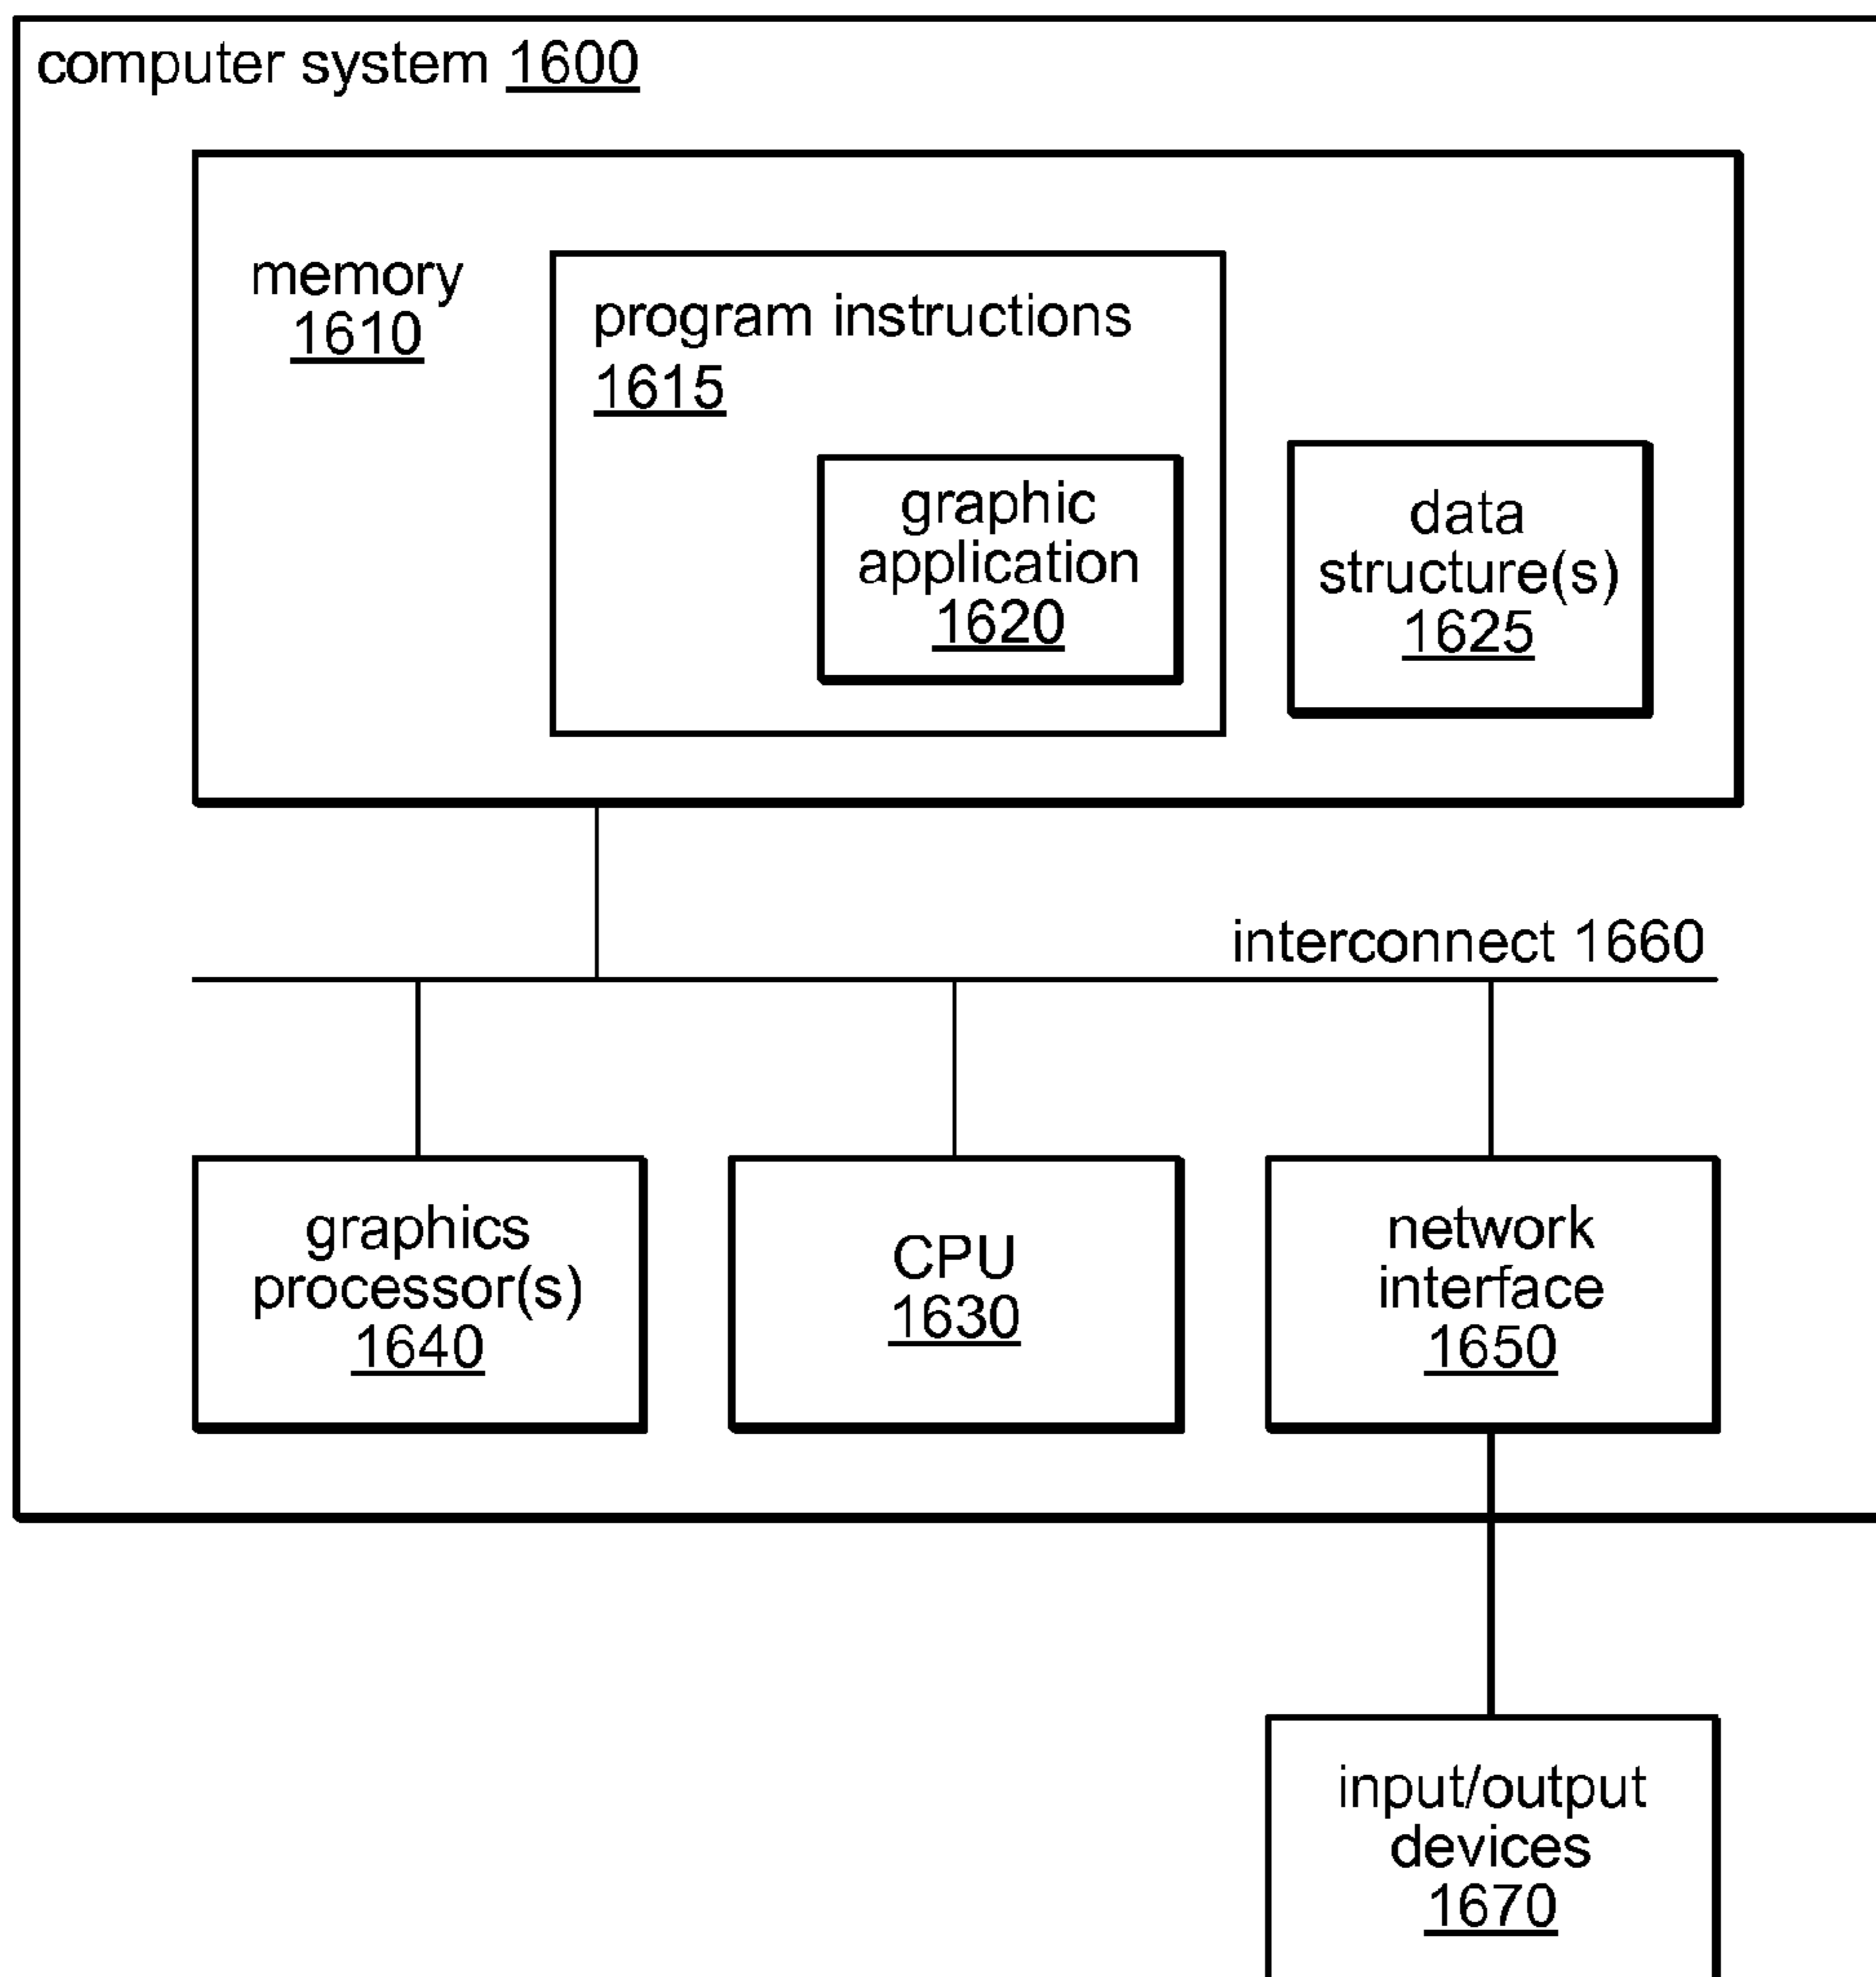 computer system 1600
memory
1610
program instructions
1615
graphic
application
1620
data
structure(s)
1625
interconnect 1660
graphics
processor(s)
1640
CPU
1630
network
interface
1650
input/output
devices
1670